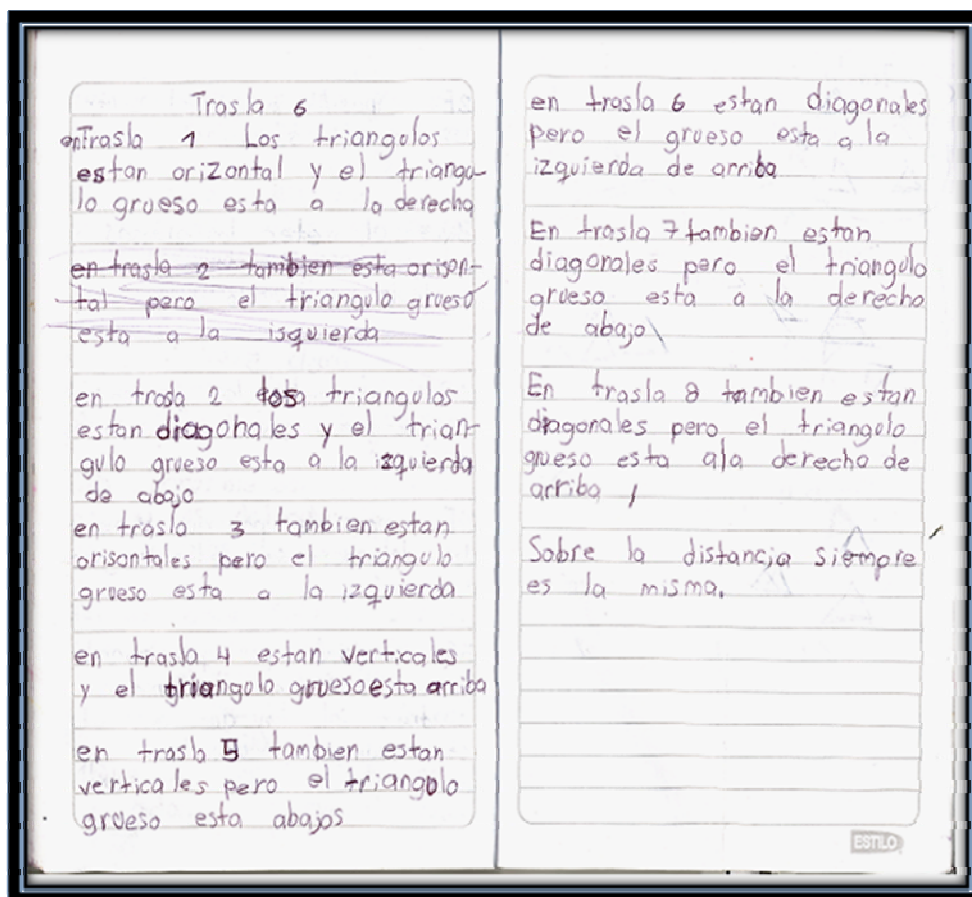 Trasla 6
enTrasla 1 Los triangulos
estan orizontal y el triangu-
lo grueso esta a la derecha
en trasla 2 tambien esta orison-
tal pero el triangulo grueso
esta a la isquierda
en trasla 2 los triangulos
estan diagonales y el trian-
gulo grueso esta a la izquierda
de abajo
en trasla 3 tambien estan
orisontales pero el triangulo
grueso esta a la izquierda
en trasla 4 estan verticales
y el triangulo grueso esta arriba
en trasla 5 tambien estan
verticales pero el triangulo
grueso esta abajos
en trasla 6 estan diagonales
pero el grueso esta a la
izquierda de arriba
En trasla 7 tambien estan
diagonales pero el triangulo
grueso esta a la derecho
de abajo
En trasla 8 tambien estan
diagonales pero el triangulo
grueso esta ala derecho de
arriba
Sobre la distancia siempre
es la misma.
ESTILO